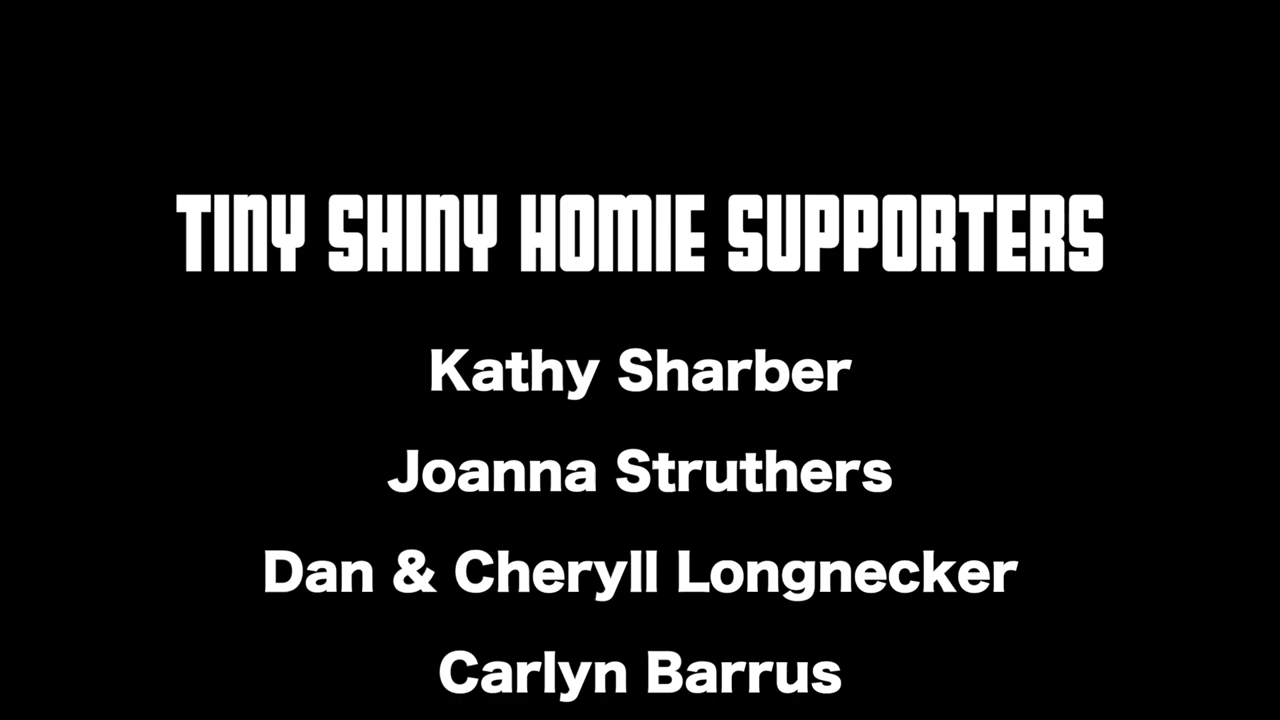 TINY SHINY HOMIE SUPPORTERS
Kathy Sharber
Joanna Struthers
Dan & Cheryll Longnecker
Carlyn Barrus